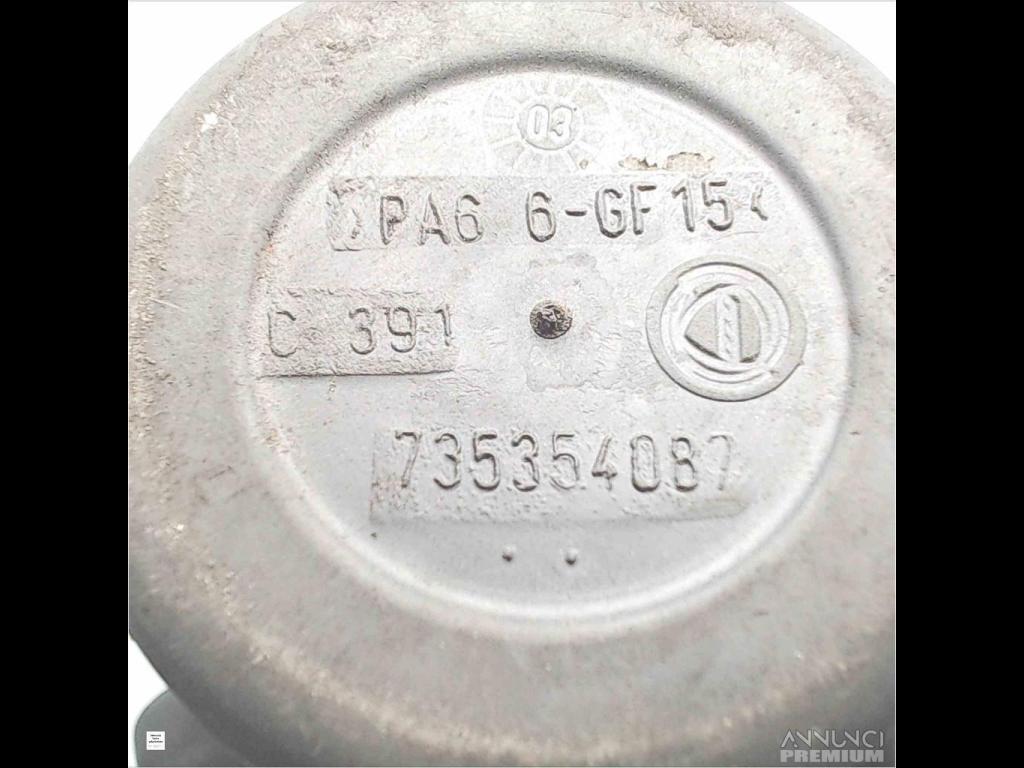 03
>PA6 6-GF15<
C 391
735354087
ANNUNCI
PREMIUM